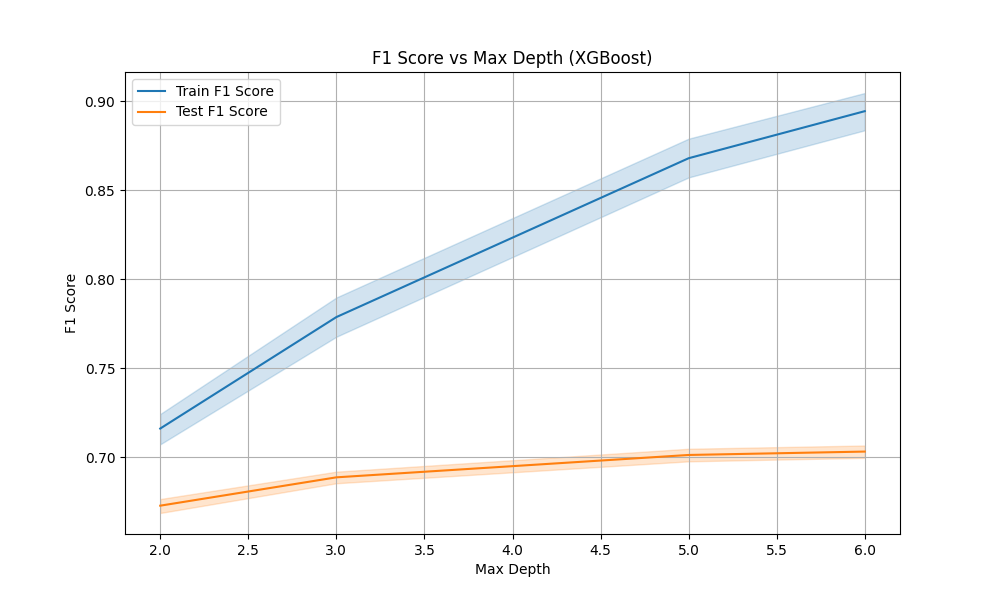 F1 Score vs Max Depth (XGBoost)
Train F1 Score
Test F1 Score
F1 Score
0.90
0.85
0.80
0.75
0.70
2.0 2.5 3.0 3.5 4.0 4.5 5.0 5.5 6.0
Max Depth